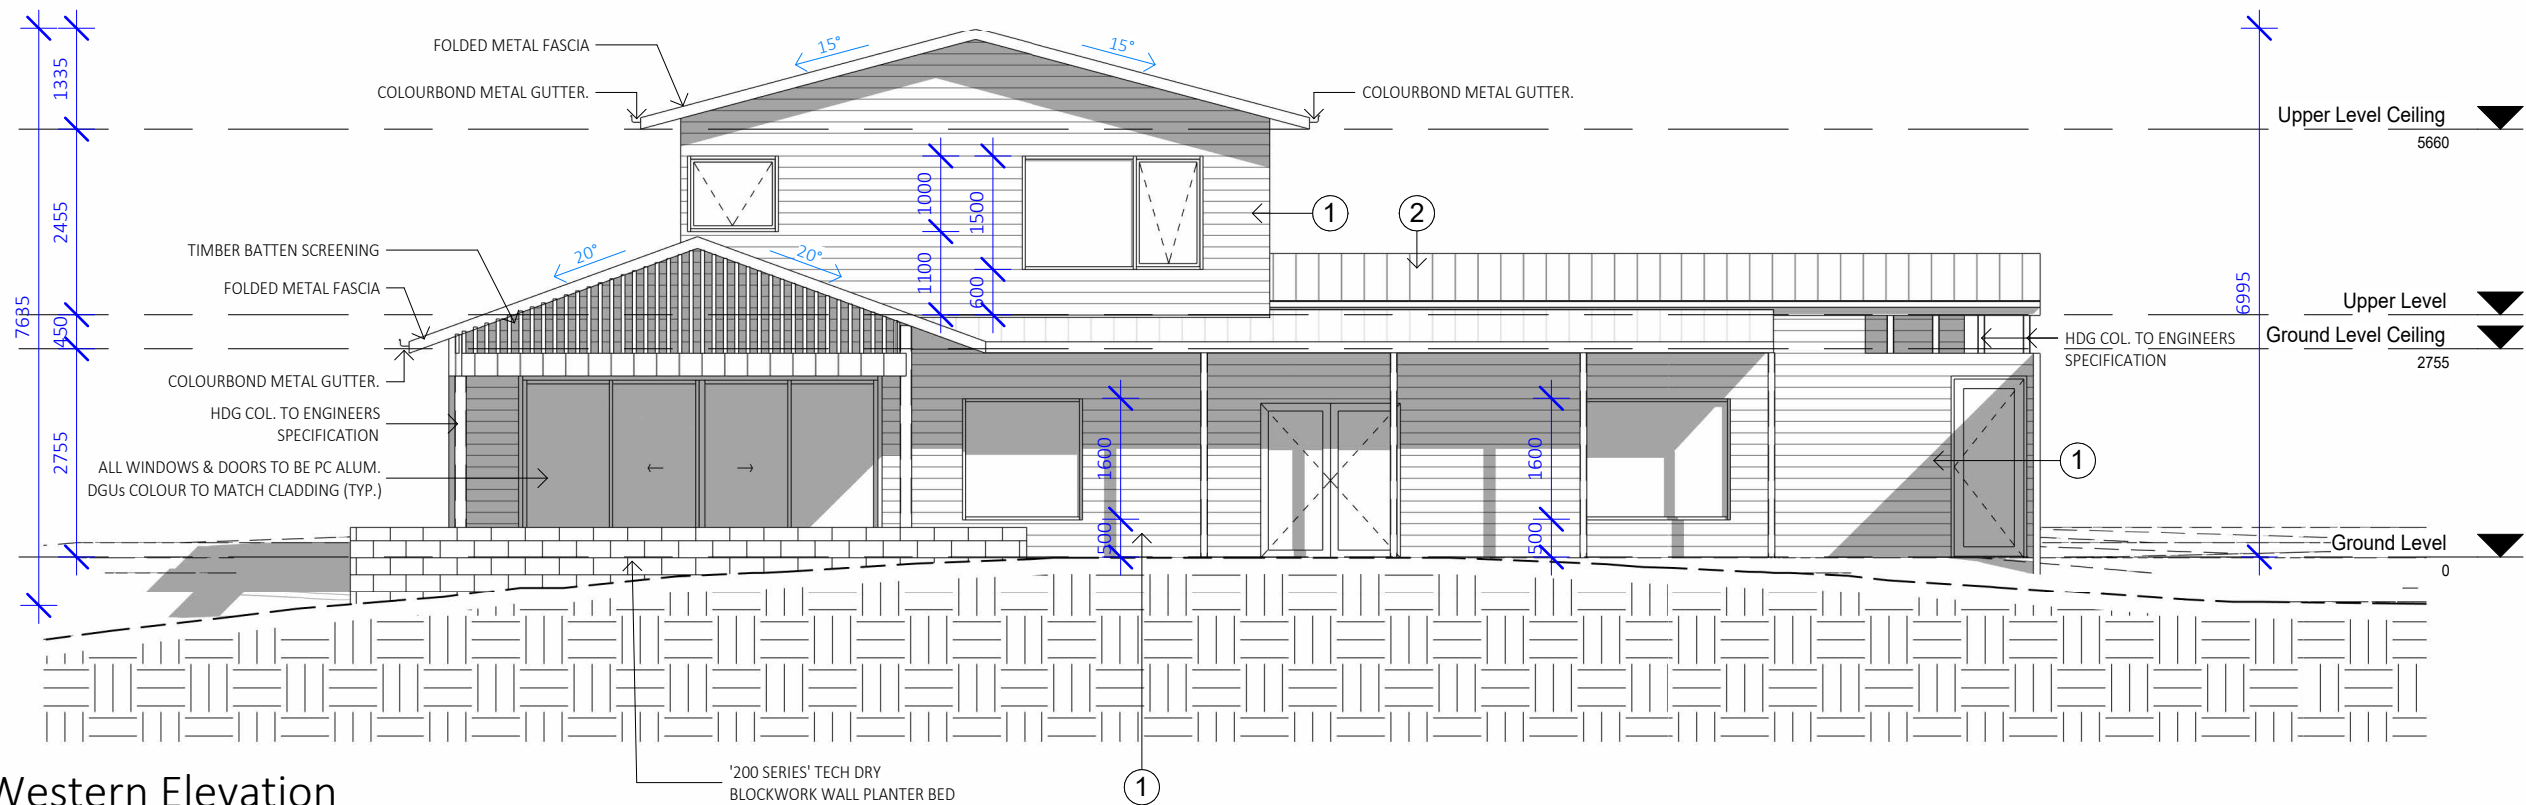 FOLDED METAL FASCIA
15°
15°
COLOURBOND METAL GUTTER.
COLOURBOND METAL GUTTER.
1335
Upper Level Ceiling
5660
2455
1000
1500
1
2
TIMBER BATTEN SCREENING
20°
20°
1100
600
FOLDED METAL FASCIA
7635
450
6995
Upper Level
HDG COL. TO ENGINEERS
SPECIFICATION
Ground Level Ceiling
2755
COLOURBOND METAL GUTTER.
HDG COL. TO ENGINEERS
SPECIFICATION
2755
1600
1600
1
ALL WINDOWS & DOORS TO BE PC ALUM.
DGUs COLOUR TO MATCH CLADDING (TYP.)
500
500
Ground Level
0
'200 SERIES' TECH DRY
BLOCKWORK WALL PLANTER BED
1
Western Elevation